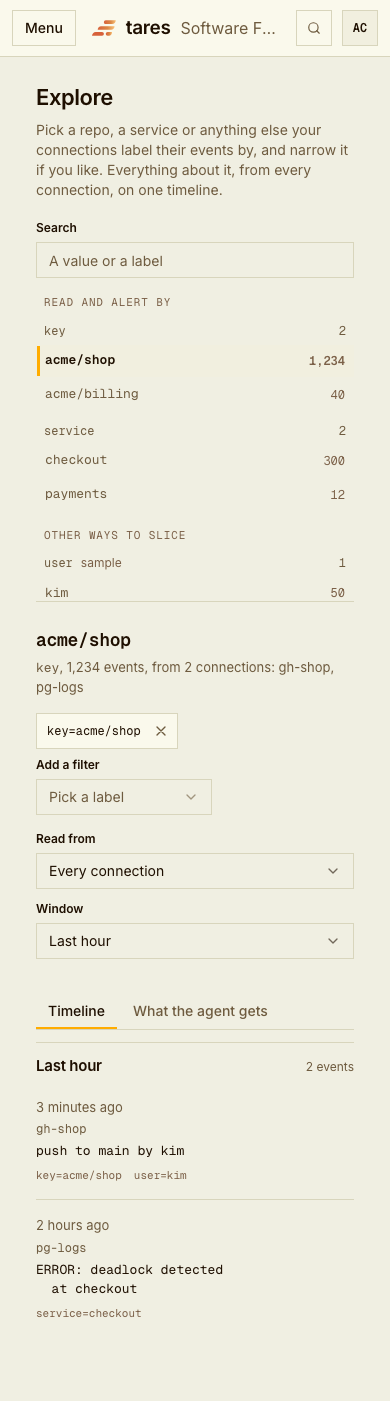 Menu
tares Software F...
AC
Explore
Pick a repo, a service or anything else your
connections label their events by, and narrow it
if you like. Everything about it, from every
connection, on one timeline.
Search
A value or a label
READ AND ALERT BY
key 2
acme/shop 1,234
acme/billing 40
service 2
checkout 300
payments 12
OTHER WAYS TO SLICE
user sample 1
kim 50
acme/shop
key, 1,234 events, from 2 connections: gh-shop,
pg-logs
key=acme/shop
Add a filter
Pick a label
Read from
Every connection
Window
Last hour
Timeline What the agent gets
Last hour 2 events
3 minutes ago
gh-shop
push to main by kim
key=acme/shop user=kim
2 hours ago
pg-logs
ERROR: deadlock detected
at checkout
service=checkout